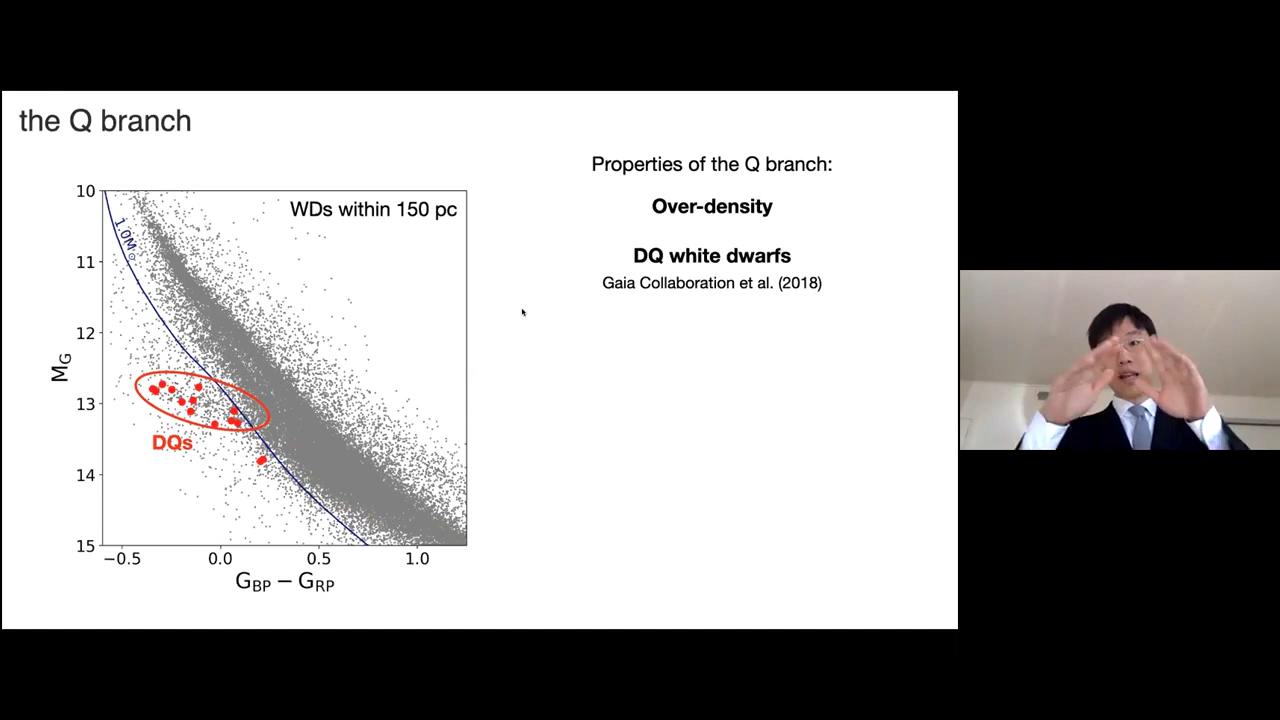 the Q branch
Properties of the Q branch:
Over-density
DQ white dwarfs
Gaia Collaboration et al. (2018)
WDs within 150 pc
1.0M☉
DQs
10
11
12
13
14
15
M_G
−0.5
0.0
0.5
1.0
G_BP − G_RP